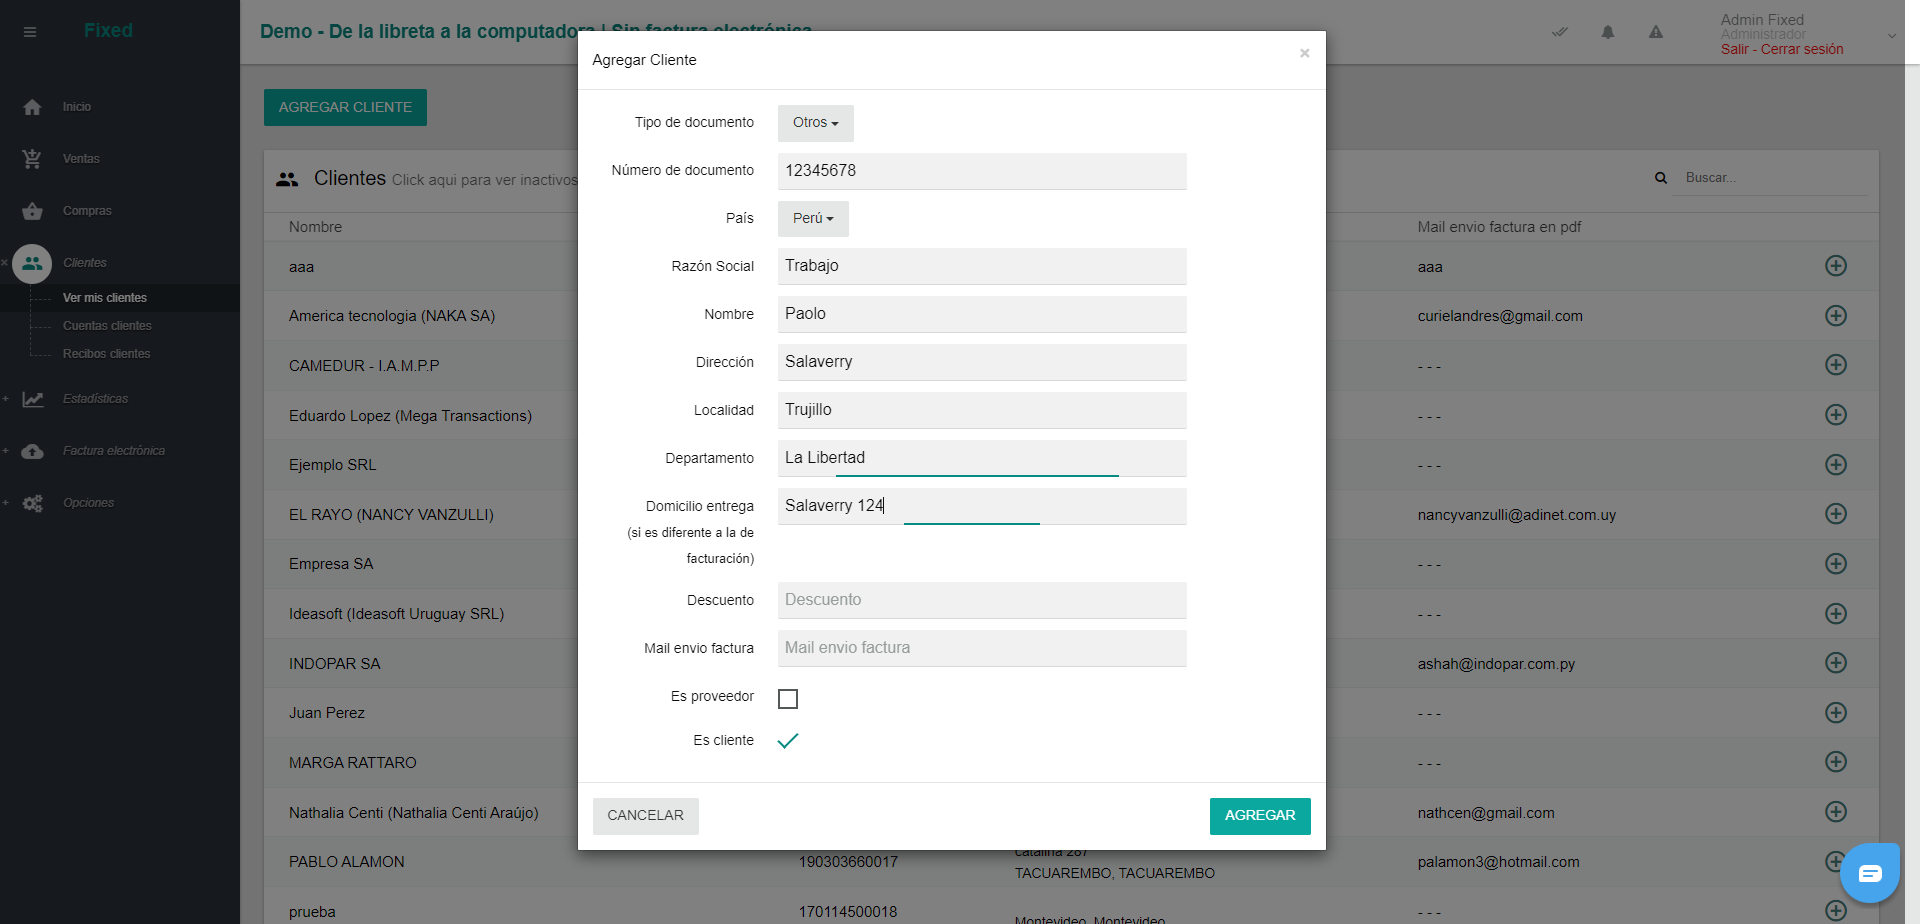 Fixed
Demo - De la libreta a la computadora | Sin factura electrónica
Admin Fixed
Administrador
Salir - Cerrar sesión
Inicio
Ventas
Compras
Clientes
Ver mis clientes
Cuentas clientes
Recibos clientes
Estadísticas
Factura electrónica
Opciones
AGREGAR CLIENTE
Clientes Click aqui para ver inactivos
Buscar...
Nombre
Mail envio factura en pdf
aaa
aaa
America tecnologia (NAKA SA)
curielandres@gmail.com
CAMEDUR - I.A.M.P.P
- - -
Eduardo Lopez (Mega Transactions)
- - -
Ejemplo SRL
- - -
EL RAYO (NANCY VANZULLI)
nancyvanzulli@adinet.com.uy
Empresa SA
- - -
Ideasoft (Ideasoft Uruguay SRL)
- - -
INDOPAR SA
ashah@indopar.com.py
Juan Perez
- - -
MARGA RATTARO
- - -
Nathalia Centi (Nathalia Centi Araújo)
nathcen@gmail.com
PABLO ALAMON
190303660017
catalina 287
TACUAREMBO, TACUAREMBO
palamon3@hotmail.com
prueba
170114500018
Montevideo, Montevideo
- - -
Agregar Cliente
×
Tipo de documento
Otros
Número de documento
12345678
País
Perú
Razón Social
Trabajo
Nombre
Paolo
Dirección
Salaverry
Localidad
Trujillo
Departamento
La Libertad
Domicilio entrega
(si es diferente a la de
facturación)
Salaverry 124
Descuento
Descuento
Mail envio factura
Mail envio factura
Es proveedor
Es cliente
CANCELAR
AGREGAR